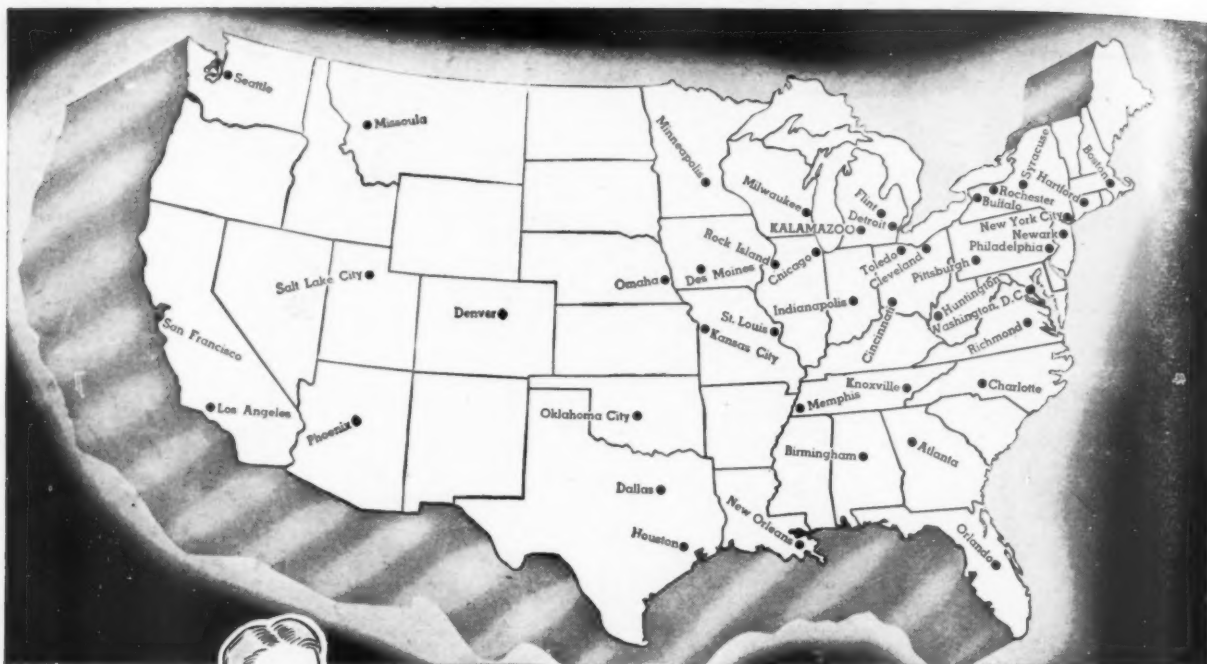 Seattle
Missoula
Minneapolis
Milwaukee
Flint
Detroit
KALAMAZOO
Syracuse
Rochester
Buffalo
Hartford
Boston
New York City
Newark
Philadelphia
Pittsburgh
Toledo
Cleveland
Chicago
Rock Island
Des Moines
Omaha
Salt Lake City
Denver
Indianapolis
Cincinnati
Huntington
Washington, D.C.
Richmond
St. Louis
Kansas City
San Francisco
Los Angeles
Phoenix
Oklahoma City
Knoxville
Memphis
Charlotte
Birmingham
Atlanta
Dallas
Houston
New Orleans
Orlando